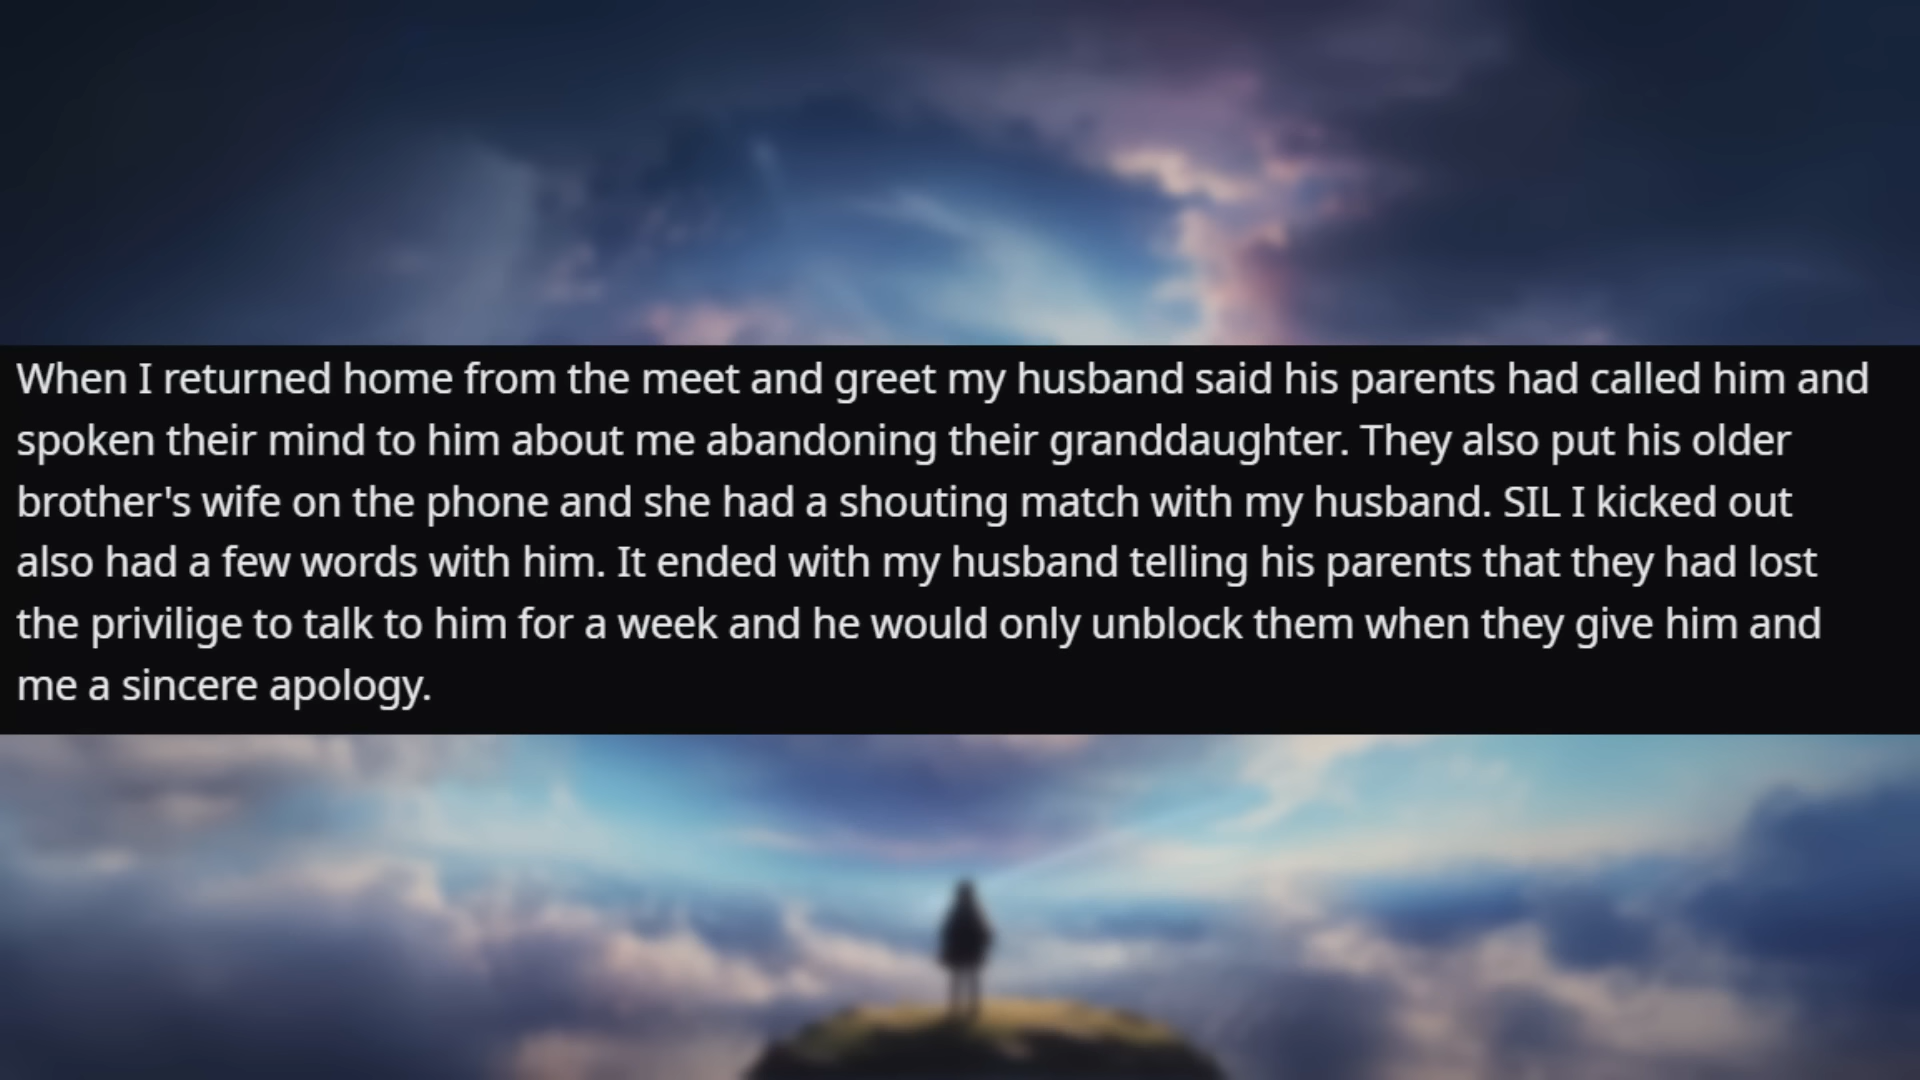 When I returned home from the meet and greet my husband said his parents had called him and
spoken their mind to him about me abandoning their granddaughter. They also put his older
brother's wife on the phone and she had a shouting match with my husband. SIL I kicked out
also had a few words with him. It ended with my husband telling his parents that they had lost
the privilige to talk to him for a week and he would only unblock them when they give him and
me a sincere apology.